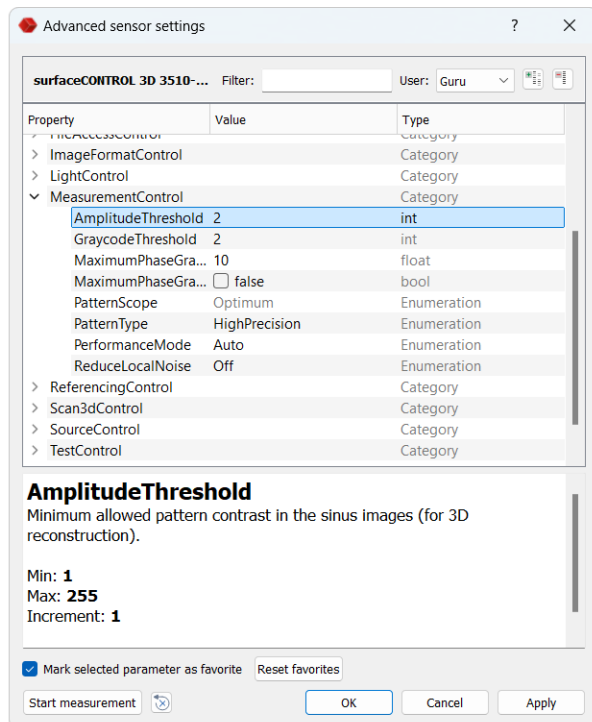 Advanced sensor settings ?
surfaceCONTROL 3D 3510-... Filter: User: Guru
Property Value Type
FileAccessControl Category
ImageFormatControl Category
LightControl Category
MeasurementControl Category
AmplitudeThreshold 2 int
GraycodeThreshold 2 int
MaximumPhaseGra... 10 float
MaximumPhaseGra... false bool
PatternScope Optimum Enumeration
PatternType HighPrecision Enumeration
PerformanceMode Auto Enumeration
ReduceLocalNoise Off Enumeration
ReferencingControl Category
Scan3dControl Category
SourceControl Category
TestControl Category
AmplitudeThreshold
Minimum allowed pattern contrast in the sinus images (for 3D
reconstruction).
Min: 1
Max: 255
Increment: 1
Mark selected parameter as favorite Reset favorites
Start measurement OK Cancel Apply